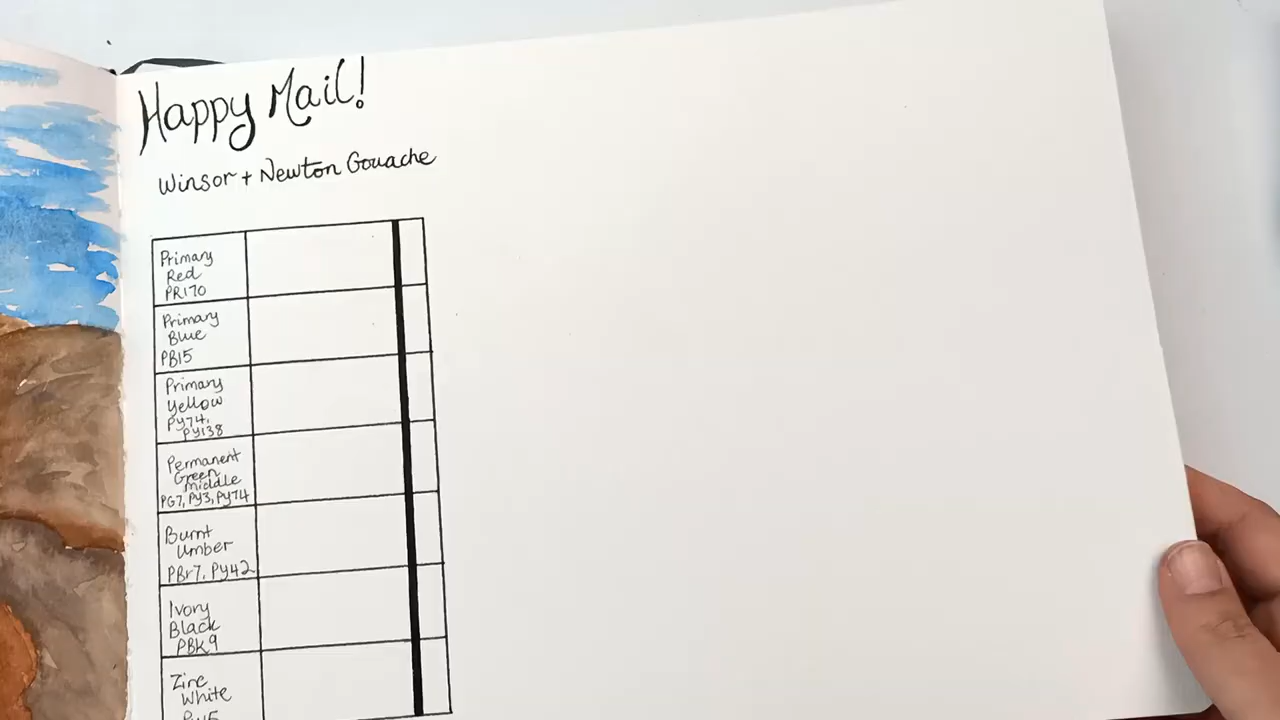 Happy Mail!
Winsor + Newton Gouache
Primary
Red
PR170
Primary
Blue
PB15
Primary
Yellow
PY74,
PY138
Permanent
Green
Middle
PG7, PY3, PY74
Burnt
Umber
PBr7, PY42
Ivory
Black
PBK9
Zinc
White